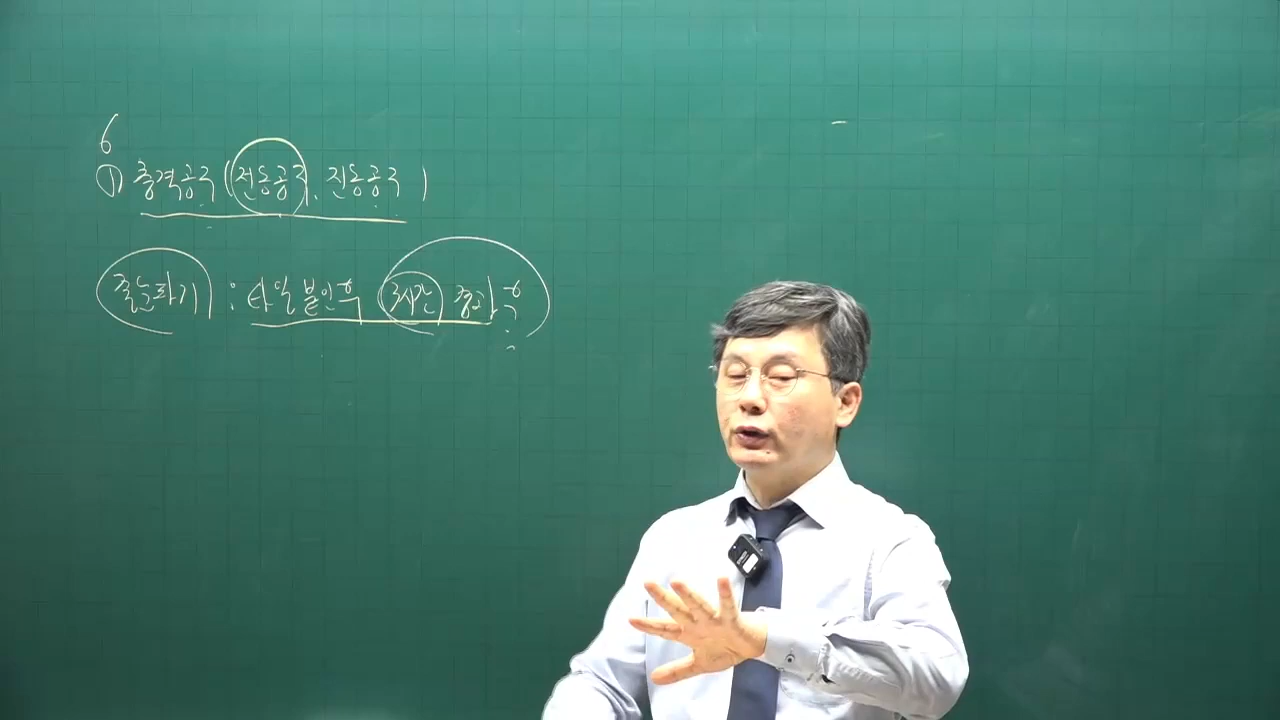 6
①충격공구(전동공구, 진동공구)
줄눈파기 : 타일 붙인후 3시간 경과후